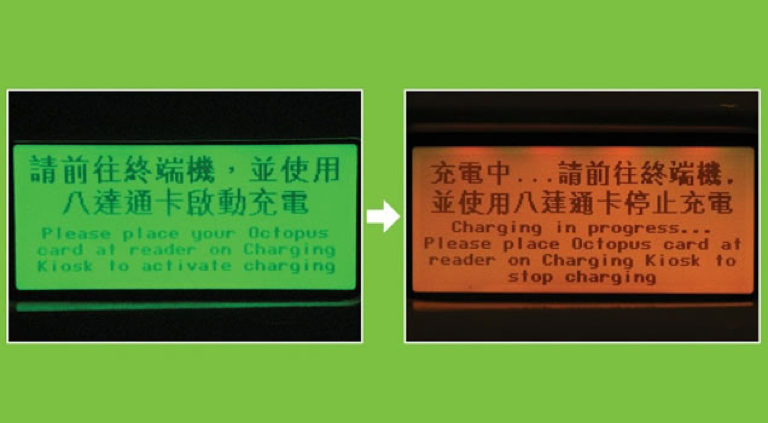 請前往終端機，並使用
八達通卡啟動充電
Please place your Octopus
card at reader on Charging
Kiosk to activate charging
充電中...請前往終端機,
並使用八達通卡停止充電
Charging in progress...
Please place Octopus card at
reader on Charging Kiosk to
stop charging